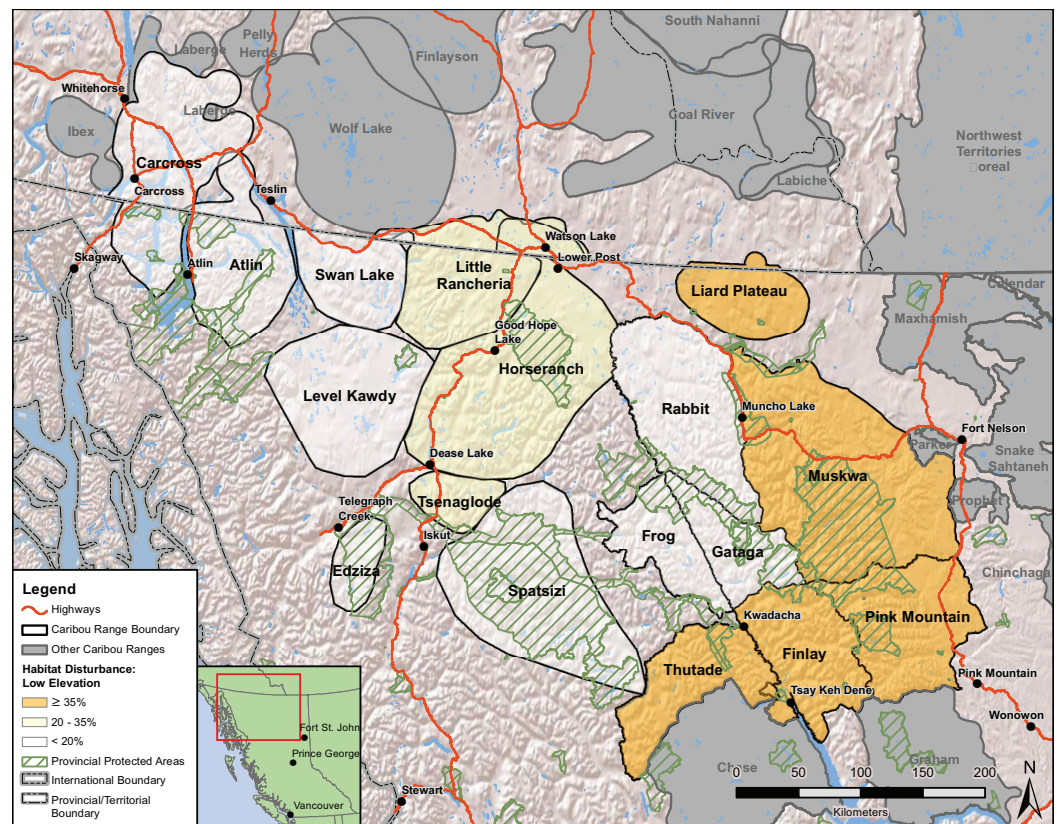 South Nahanni
Pelly
Herds
Laberge
Finlayson
Whitehorse
Laberge
Ibex
Wolf Lake
Coal River
Northwest
Territories
oreal
Carcross
Carcross
Labiche
Teslin
Skagway
Atlin
Atlin
Swan Lake
Little
Rancheria
Watson Lake
Lower Post
Liard Plateau
Calendar
Maxhamish
Good Hope
Lake
Horseranch
Level Kawdy
Rabbit
Muncho Lake
Fort Nelson
Parker
Snake
Sahtaneh
Dease Lake
Muskwa
Prophet
Telegraph
Creek
Tsenaglode
Iskut
Frog
Gataga
Edziza
Spatsizi
Chinchaga
Kwadacha
Pink Mountain
Thutade
Finlay
Tsay Keh Dene
Pink Mountain
Wonowon
Chase
Graham
Stewart
Legend
Highways
Caribou Range Boundary
Other Caribou Ranges
Habitat Disturbance:
Low Elevation
≥ 35%
20 - 35%
< 20%
Provincial Protected Areas
International Boundary
Provincial/Territorial
Boundary
Fort St. John
Prince George
Vancouver
0 50 100 150 200
Kilometers
N